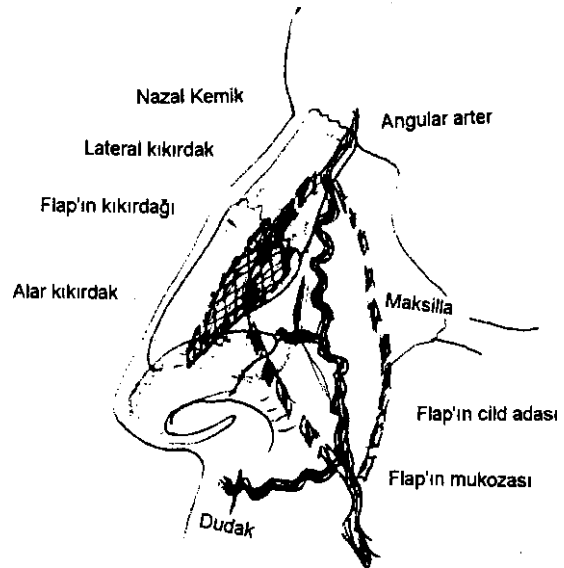 Nazal Kemik
Angular arter
Lateral kıkırdak
Flap'ın kıkırdağı
Alar kıkırdak
Maksilla
Flap'ın cild adası
Flap'ın mukozası
Dudak